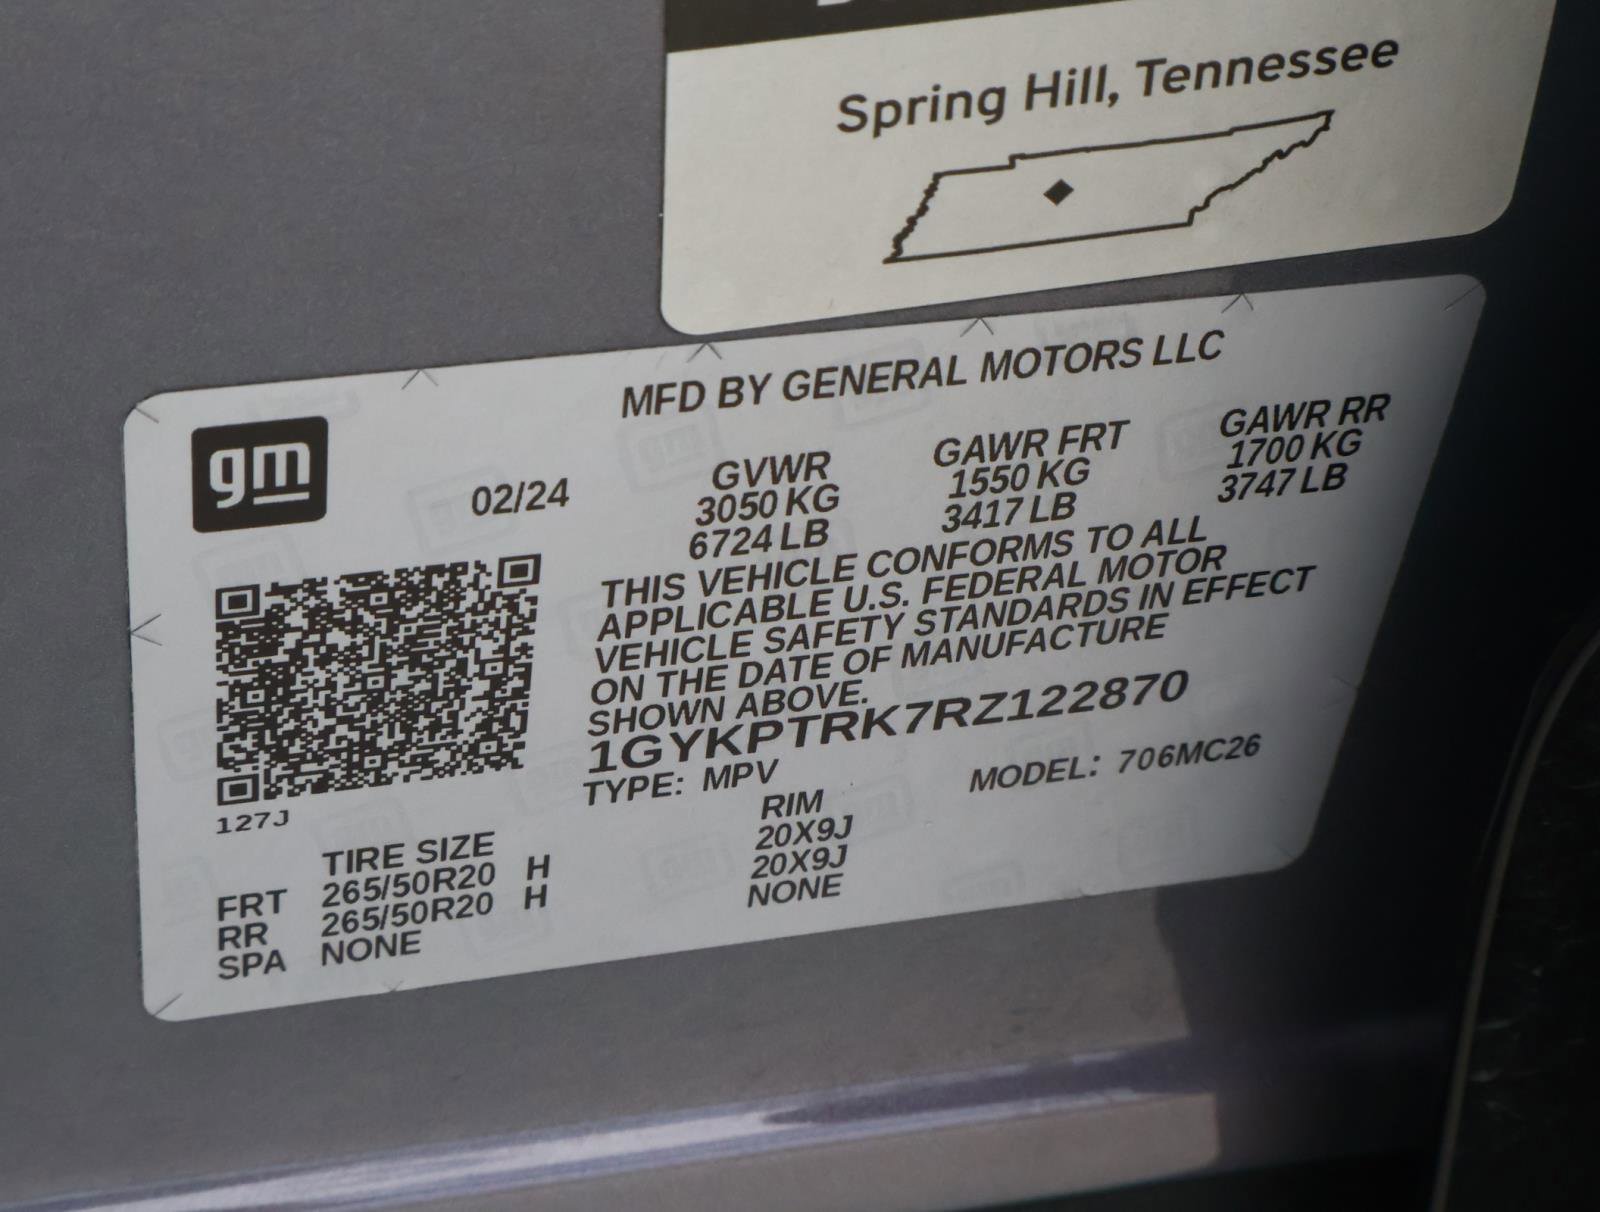 Spring Hill, Tennessee
MFD BY GENERAL MOTORS LLC
gm
02/24
GVWR GAWR FRT GAWR RR
3050 KG 1550 KG 1700 KG
6724 LB 3417 LB 3747 LB
THIS VEHICLE CONFORMS TO ALL
APPLICABLE U.S. FEDERAL MOTOR
VEHICLE SAFETY STANDARDS IN EFFECT
ON THE DATE OF MANUFACTURE
SHOWN ABOVE.
1GYKPTRK7RZ122870
TYPE: MPV MODEL: 706MC26
127J
TIRE SIZE RIM
FRT 265/50R20 H 20X9J
RR 265/50R20 H 20X9J
SPA NONE NONE